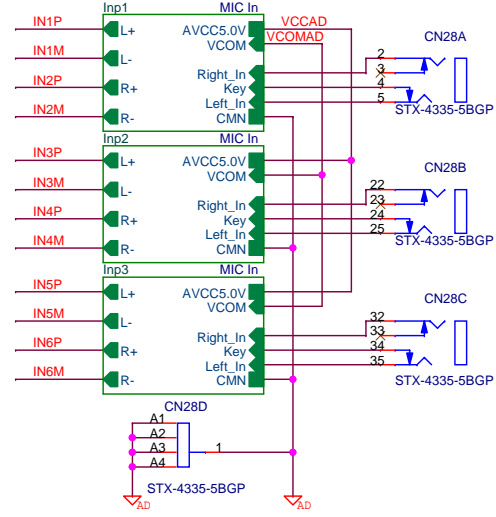 Inp1 MIC In
IN1P L+ AVCC5.0V VCCAD
VCOM VCOMAD CN28A
IN1M L- 2
Right_In 3
IN2P R+ Key 4
Left_In 5
IN2M R- CMN STX-4335-5BGP
Inp2 MIC In
IN3P L+ AVCC5.0V
VCOM CN28B
IN3M L- 22
Right_In 23
IN4P R+ Key 24
Left_In 25
IN4M R- CMN STX-4335-5BGP
Inp3 MIC In
IN5P L+ AVCC5.0V
VCOM CN28C
IN5M L- 32
Right_In 33
IN6P R+ Key 34
Left_In 35
IN6M R- CMN STX-4335-5BGP
CN28D
A1
A2
A3 1
A4
STX-4335-5BGP
AD AD